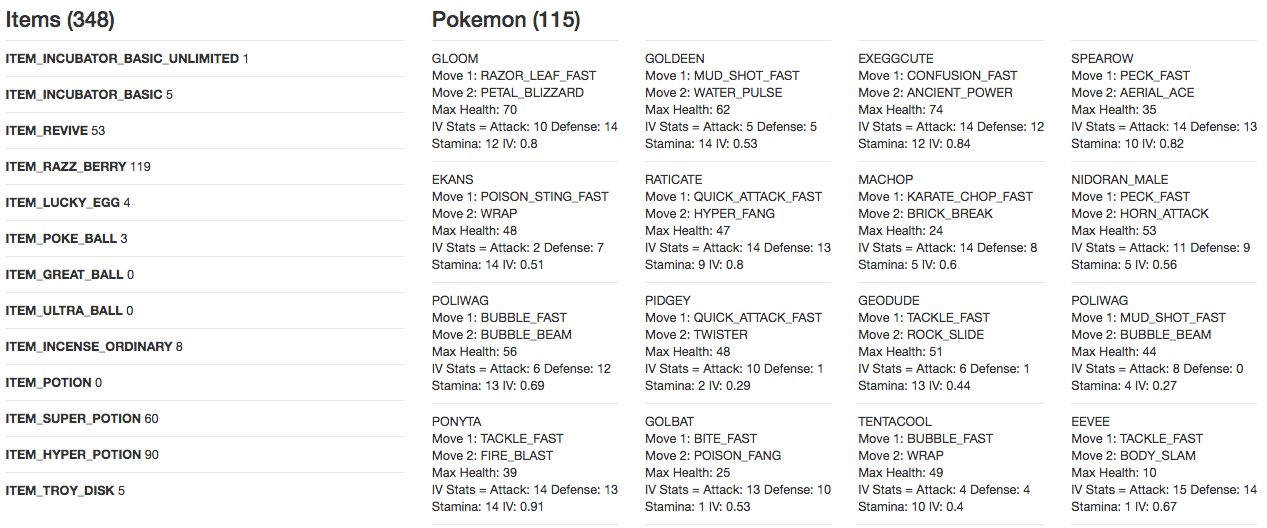 Items (348)
ITEM_INCUBATOR_BASIC_UNLIMITED 1
ITEM_INCUBATOR_BASIC 5
ITEM_REVIVE 53
ITEM_RAZZ_BERRY 119
ITEM_LUCKY_EGG 4
ITEM_POKE_BALL 3
ITEM_GREAT_BALL 0
ITEM_ULTRA_BALL 0
ITEM_INCENSE_ORDINARY 8
ITEM_POTION 0
ITEM_SUPER_POTION 60
ITEM_HYPER_POTION 90
ITEM_TROY_DISK 5
Pokemon (115)
GLOOM
Move 1: RAZOR_LEAF_FAST
Move 2: PETAL_BLIZZARD
Max Health: 70
IV Stats = Attack: 10 Defense: 14
Stamina: 12 IV: 0.8
GOLDEEN
Move 1: MUD_SHOT_FAST
Move 2: WATER_PULSE
Max Health: 62
IV Stats = Attack: 5 Defense: 5
Stamina: 14 IV: 0.53
EXEGGCUTE
Move 1: CONFUSION_FAST
Move 2: ANCIENT_POWER
Max Health: 74
IV Stats = Attack: 14 Defense: 12
Stamina: 12 IV: 0.84
SPEAROW
Move 1: PECK_FAST
Move 2: AERIAL_ACE
Max Health: 35
IV Stats = Attack: 14 Defense: 13
Stamina: 10 IV: 0.82
EKANS
Move 1: POISON_STING_FAST
Move 2: WRAP
Max Health: 48
IV Stats = Attack: 2 Defense: 7
Stamina: 14 IV: 0.51
RATICATE
Move 1: QUICK_ATTACK_FAST
Move 2: HYPER_FANG
Max Health: 47
IV Stats = Attack: 14 Defense: 13
Stamina: 9 IV: 0.8
MACHOP
Move 1: KARATE_CHOP_FAST
Move 2: BRICK_BREAK
Max Health: 24
IV Stats = Attack: 14 Defense: 8
Stamina: 5 IV: 0.6
NIDORAN_MALE
Move 1: PECK_FAST
Move 2: HORN_ATTACK
Max Health: 53
IV Stats = Attack: 11 Defense: 9
Stamina: 5 IV: 0.56
POLIWAG
Move 1: BUBBLE_FAST
Move 2: BUBBLE_BEAM
Max Health: 56
IV Stats = Attack: 6 Defense: 12
Stamina: 13 IV: 0.69
PIDGEY
Move 1: QUICK_ATTACK_FAST
Move 2: TWISTER
Max Health: 48
IV Stats = Attack: 10 Defense: 1
Stamina: 2 IV: 0.29
GEODUDE
Move 1: TACKLE_FAST
Move 2: ROCK_SLIDE
Max Health: 51
IV Stats = Attack: 6 Defense: 1
Stamina: 13 IV: 0.44
POLIWAG
Move 1: MUD_SHOT_FAST
Move 2: BUBBLE_BEAM
Max Health: 44
IV Stats = Attack: 8 Defense: 0
Stamina: 4 IV: 0.27
PONYTA
Move 1: TACKLE_FAST
Move 2: FIRE_BLAST
Max Health: 39
IV Stats = Attack: 14 Defense: 13
Stamina: 14 IV: 0.91
GOLBAT
Move 1: BITE_FAST
Move 2: POISON_FANG
Max Health: 25
IV Stats = Attack: 13 Defense: 10
Stamina: 1 IV: 0.53
TENTACOOL
Move 1: BUBBLE_FAST
Move 2: WRAP
Max Health: 49
IV Stats = Attack: 4 Defense: 4
Stamina: 10 IV: 0.4
EEVEE
Move 1: TACKLE_FAST
Move 2: BODY_SLAM
Max Health: 10
IV Stats = Attack: 15 Defense: 14
Stamina: 1 IV: 0.67